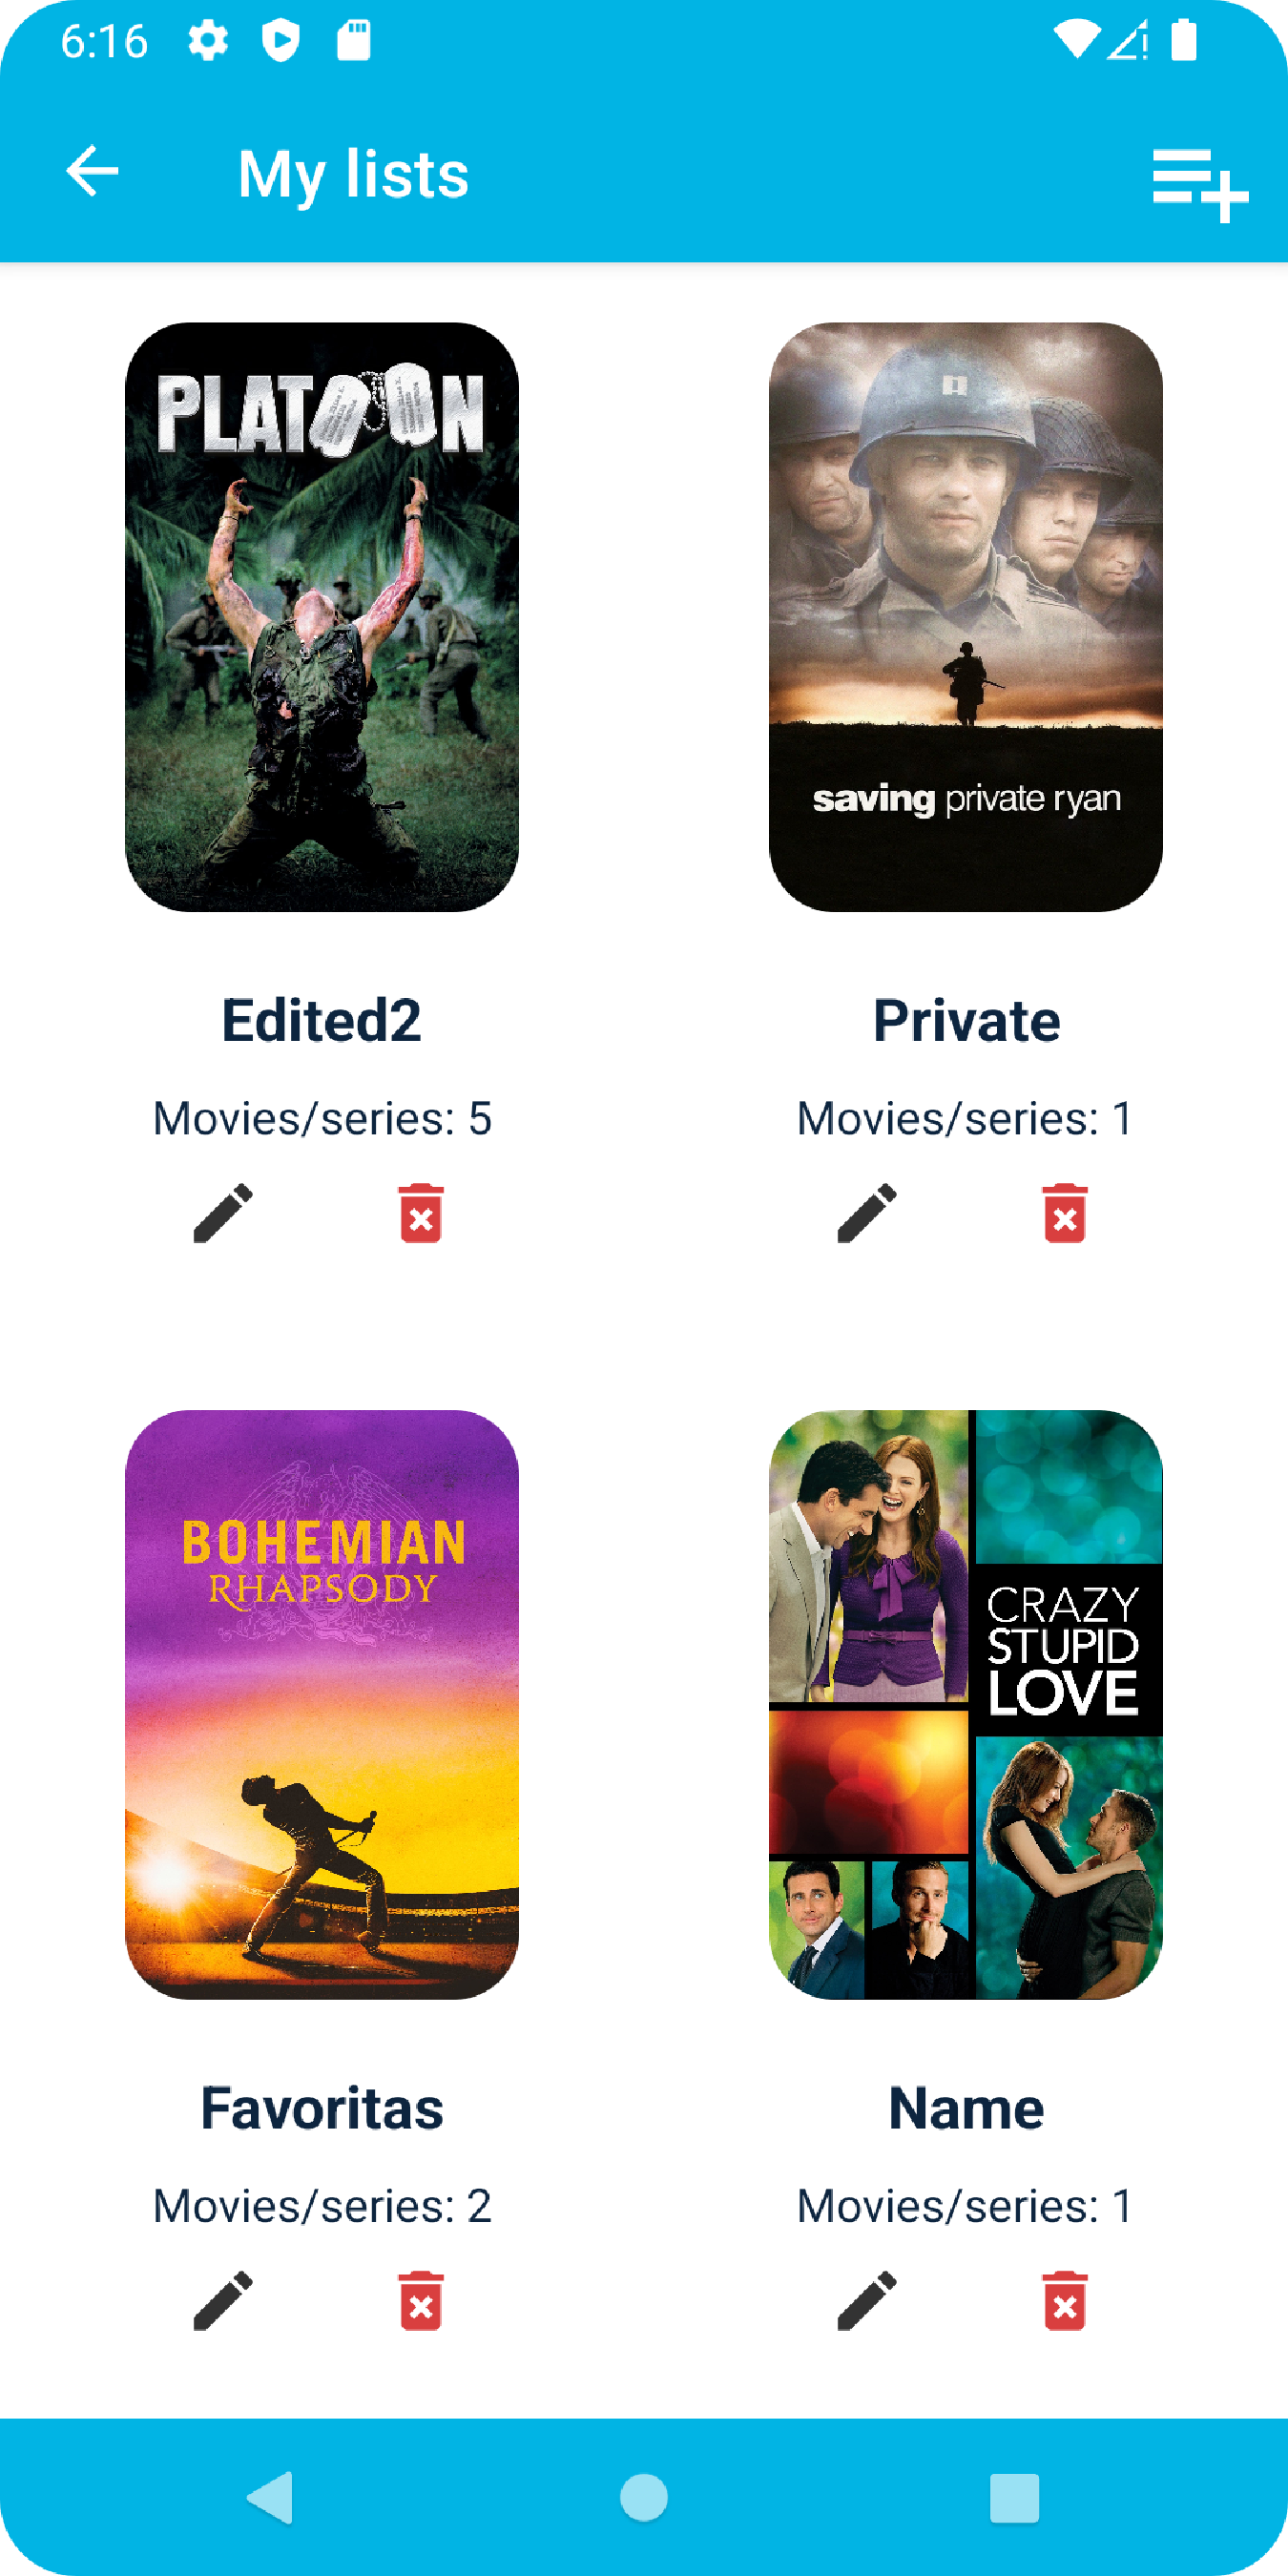 6:16
My lists
PLATOON
saving private ryan
Edited2
Private
Movies/series: 5
Movies/series: 1
BOHEMIAN
RHAPSODY
CRAZY
STUPID
LOVE
Favoritas
Name
Movies/series: 2
Movies/series: 1